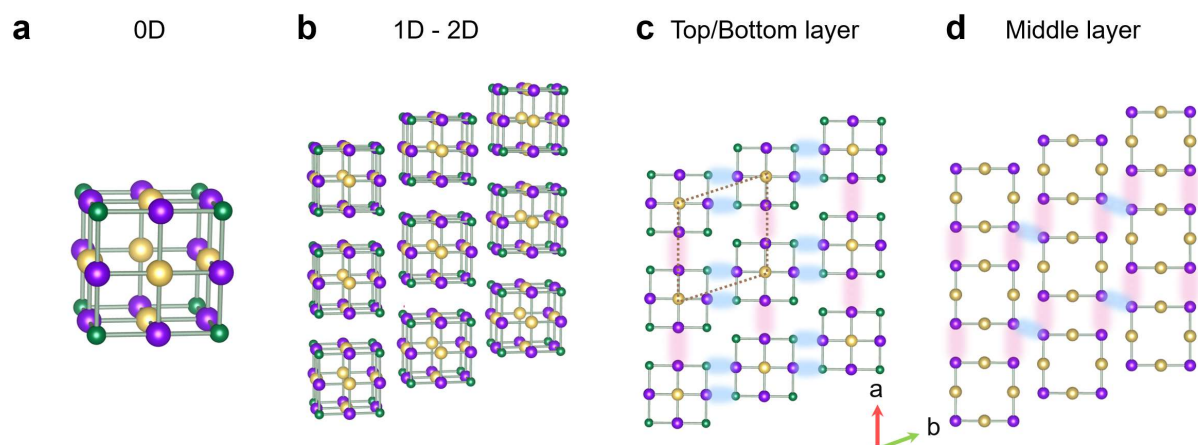 a 0D
b 1D - 2D
c Top/Bottom layer
d Middle layer
a
b